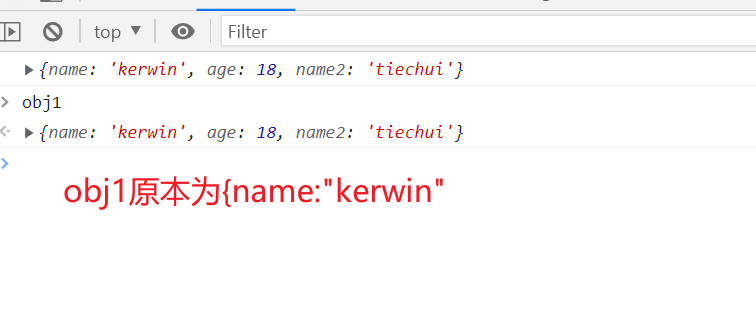 top ▼ Filter
▶{name: 'kerwin', age: 18, name2: 'tiechui'}
> obj1
▶{name: 'kerwin', age: 18, name2: 'tiechui'}
>
obj1原本为{name:"kerwin"